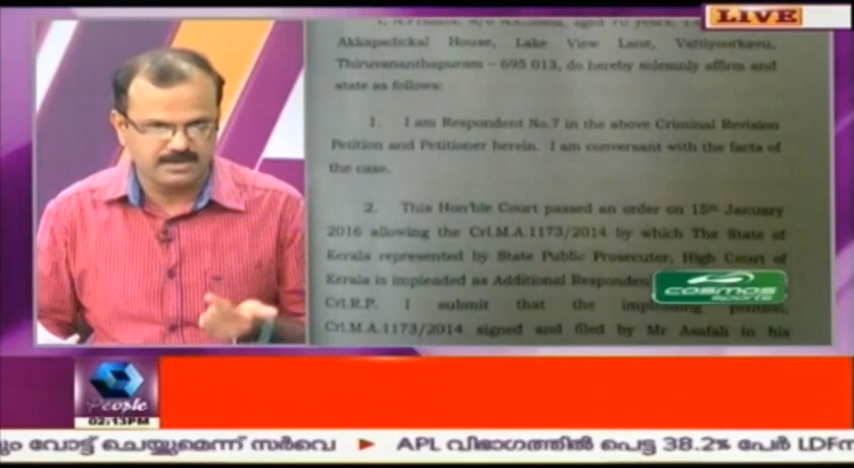 LIVE
Akkapadickal House, Lake View Lane, Vattiyoorkavu,
Thiruvananthapuram – 695 013, do hereby solemnly affirm and
state as follows:
1. I am Respondent No.7 in the above Criminal Revision
Petition and Petitioner herein. I am conversant with the facts of
the case.
2. This Hon'ble Court passed an order on 15th January
2016 allowing the Crl.M.A.1173/2014 by which The State of
Kerala represented by State Public Prosecutor, High Court of
Kerala is impleaded as Additional
Crl.R.P. I submit that the impleading petition,
Crl.M.A.1173/2014 signed and filed by Mr Asafali in his
COSMOS
sports
People
02:13PM
വോട്ട് ചെയ്യുമെന്ന് സർവെ ► APL വിഭാഗത്തിൽ പെട്ട 38.2% പേർ